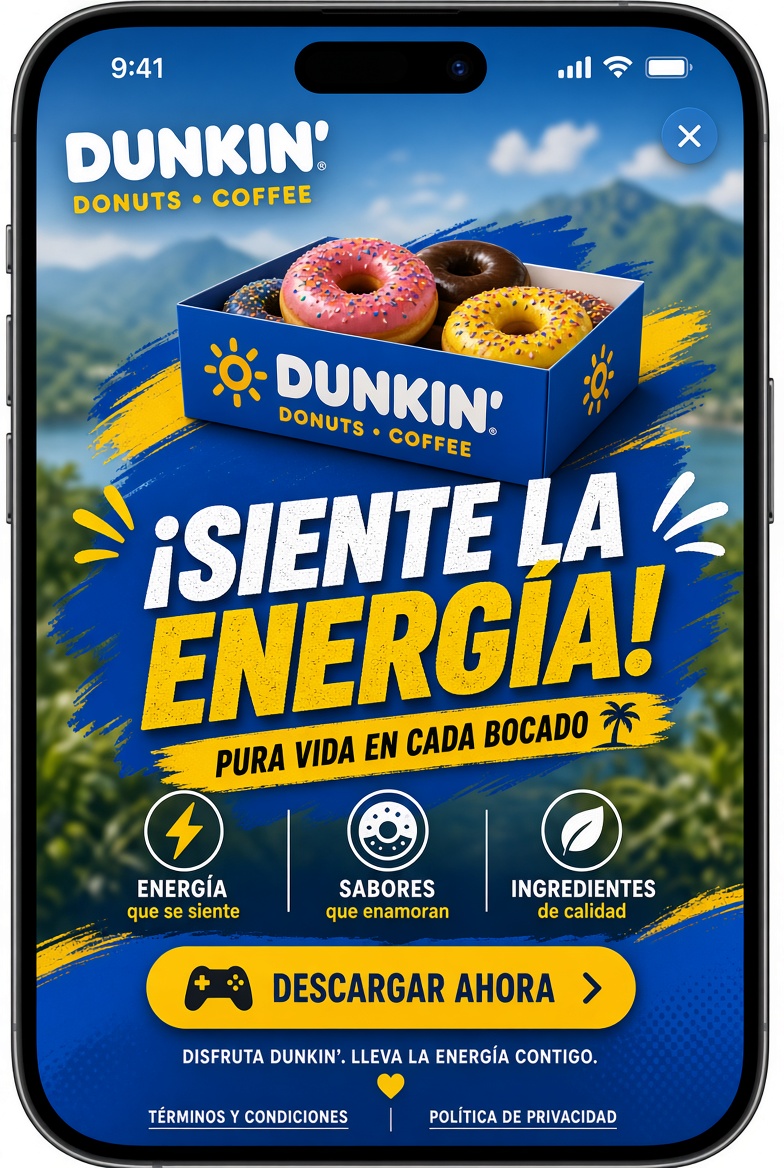 9:41
DUNKIN'®
DONUTS • COFFEE
DUNKIN'®
DONUTS • COFFEE
¡SIENTE LA
ENERGÍA!
PURA VIDA EN CADA BOCADO
ENERGÍA
que se siente
SABORES
que enamoran
INGREDIENTES
de calidad
DESCARGAR AHORA
DISFRUTA DUNKIN'. LLEVA LA ENERGÍA CONTIGO.
TÉRMINOS Y CONDICIONES | POLÍTICA DE PRIVACIDAD